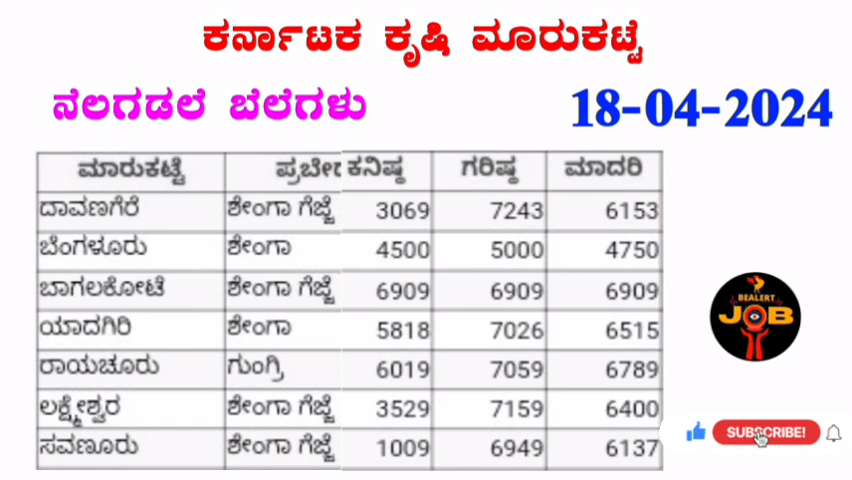 ಕರ್ನಾಟಕ ಕೃಷಿ ಮಾರುಕಟ್ಟೆ
ನೆಲಗಡಲೆ ಬೆಲೆಗಳು 18-04-2024
ಮಾರುಕಟ್ಟೆ ಪ್ರಬೇದ ಕನಿಷ್ಠ ಗರಿಷ್ಠ ಮಾದರಿ
ದಾವಣಗೆರೆ ಶೇಂಗಾ ಗೆಜ್ಜೆ 3069 7243 6153
ಬೆಂಗಳೂರು ಶೇಂಗಾ 4500 5000 4750
ಬಾಗಲಕೋಟೆ ಶೇಂಗಾ ಗೆಜ್ಜೆ 6909 6909 6909
ಯಾದಗಿರಿ ಶೇಂಗಾ 5818 7026 6515
ರಾಯಚೂರು ಗುಂಗ್ರಿ 6019 7059 6789
ಲಕ್ಷ್ಮೇಶ್ವರ ಶೇಂಗಾ ಗೆಜ್ಜೆ 3529 7159 6400
ಸವಣೂರು ಶೇಂಗಾ ಗೆಜ್ಜೆ 1009 6949 6137
BEALERT
JOB
SUBSCRIBE!